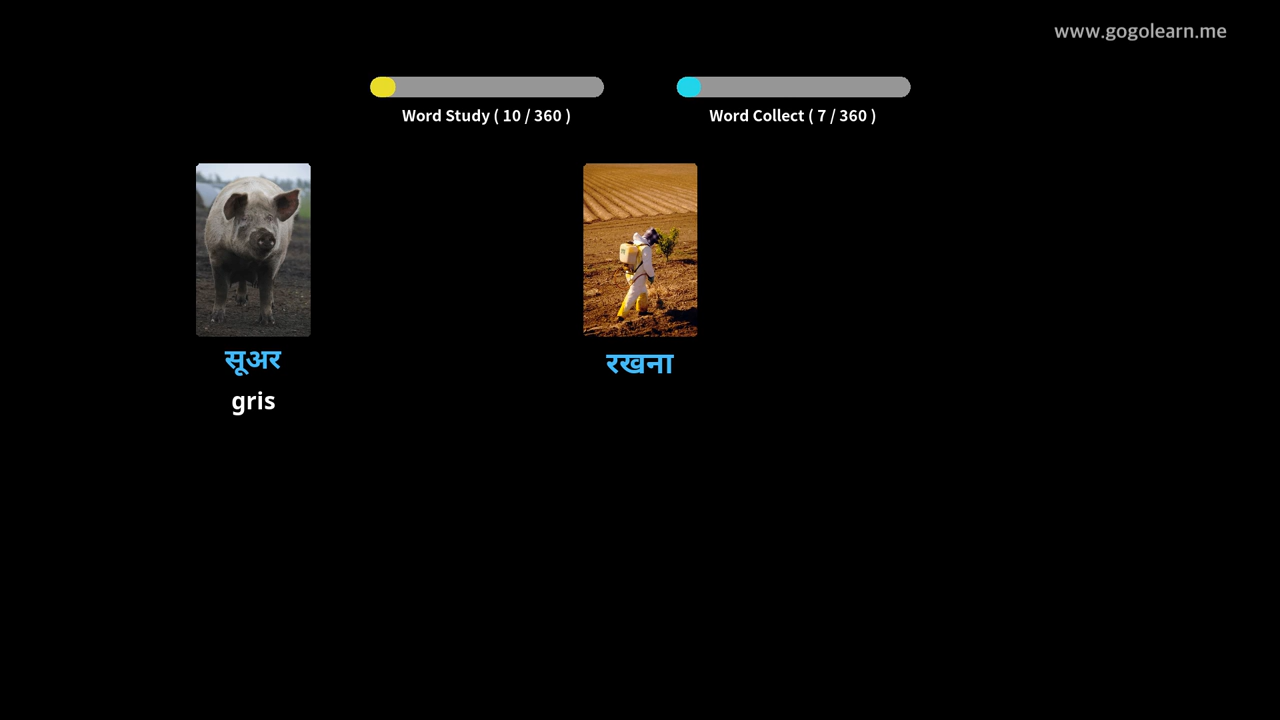 www.gogolearn.me
Word Study ( 10 / 360 )
Word Collect ( 7 / 360 )
सूअर
gris
रखना